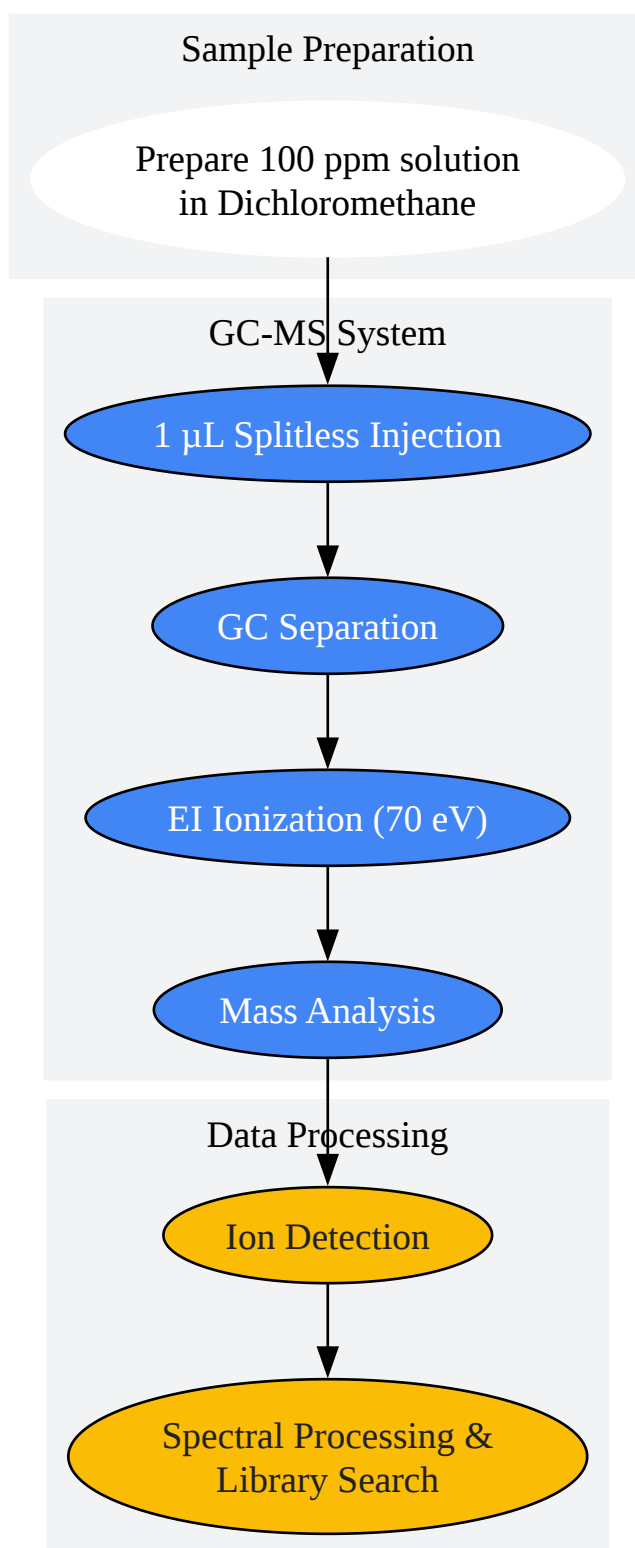 Sample Preparation
Prepare 100 ppm solution
in Dichloromethane
GC-MS System
1 µL Splitless Injection
GC Separation
EI Ionization (70 eV)
Mass Analysis
Data Processing
Ion Detection
Spectral Processing &
Library Search